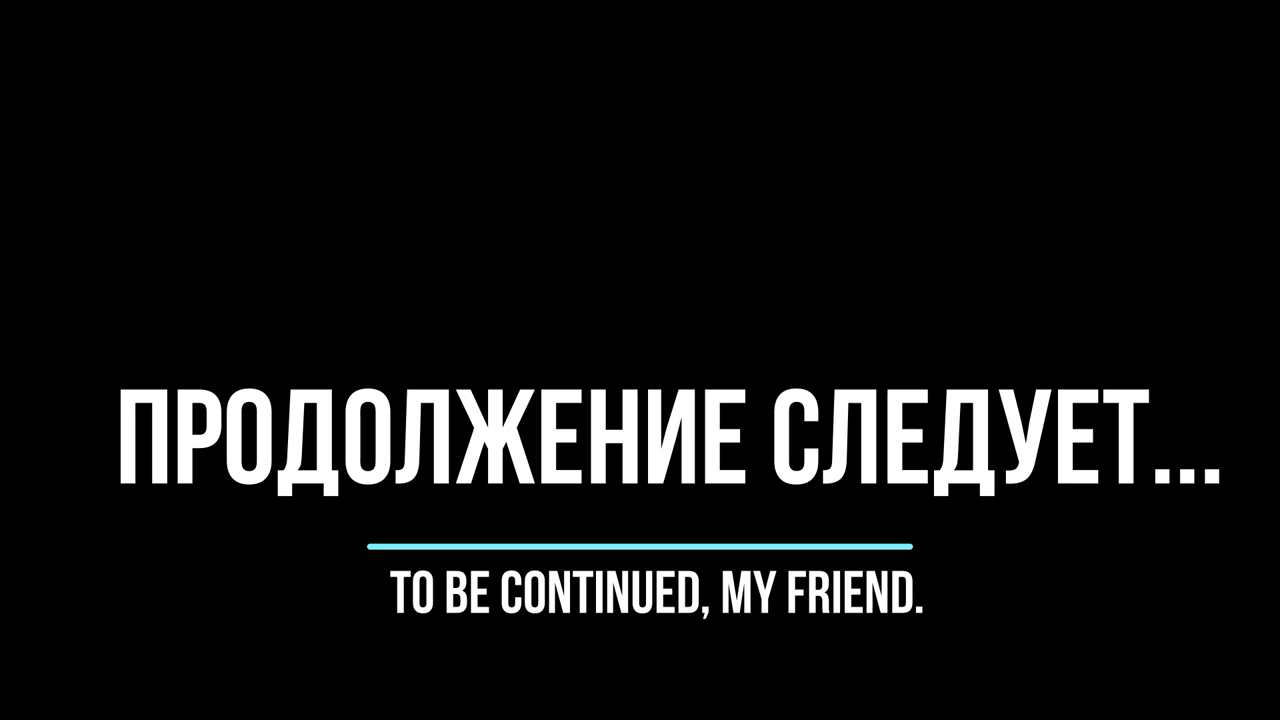 ПРОДОЛЖЕНИЕ СЛЕДУЕТ...
TO BE CONTINUED, MY FRIEND.